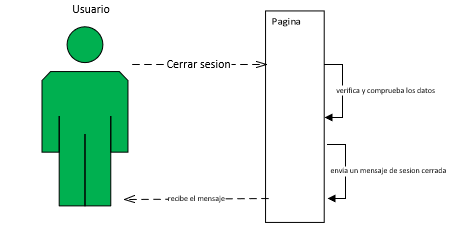 Usuario
Pagina
Cerrar sesion
verifica y comprueba los datos
envia un mensaje de sesion cerrada
recibe el mensaje